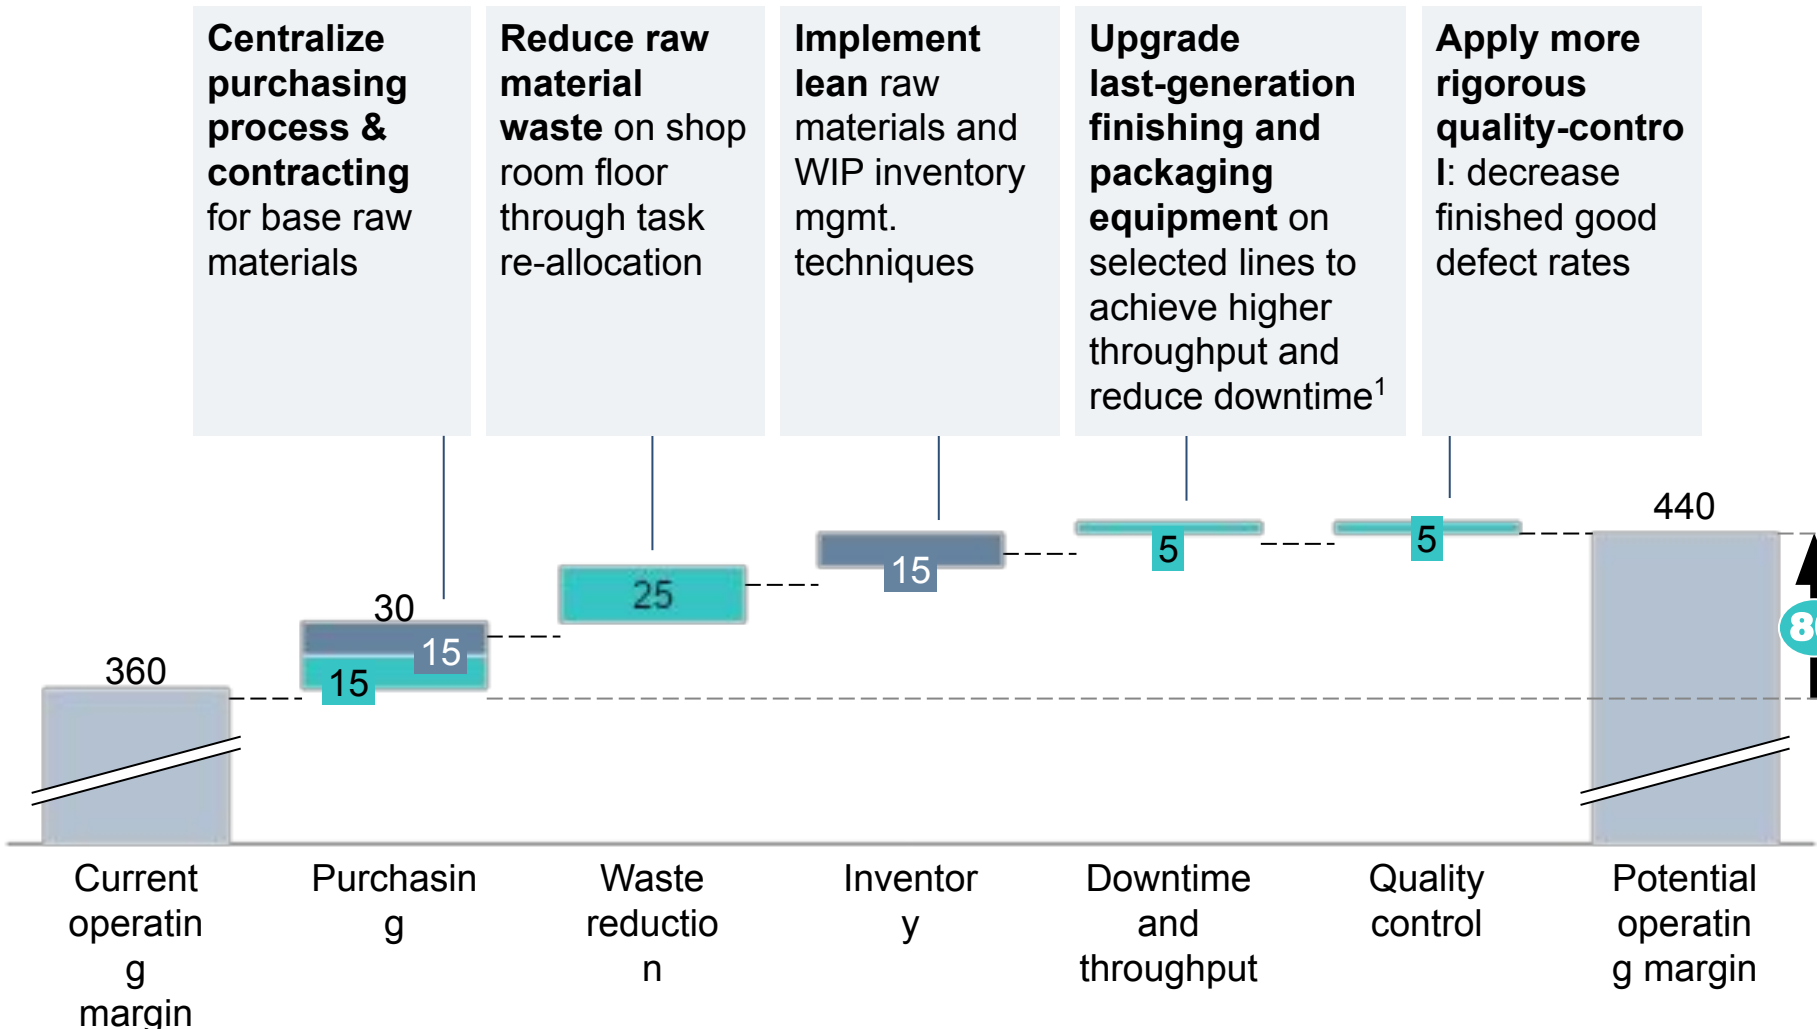 Centralize
purchasing
process &
contracting
for base raw
materials
Reduce raw
material
waste on shop
room floor
through task
re-allocation
Implement
lean raw
materials and
WIP inventory
mgmt.
techniques
Upgrade
last-generation
finishing and
packaging
equipment on
selected lines to
achieve higher
throughput and
reduce downtime¹
Apply more
rigorous
quality-contro
l: decrease
finished good
defect rates
360
30
15
15
25
15
5
5
440
Current
operatin
g
margin
Purchasin
g
Waste
reductio
n
Inventor
y
Downtime
and
throughput
Quality
control
Potential
operatin
g margin